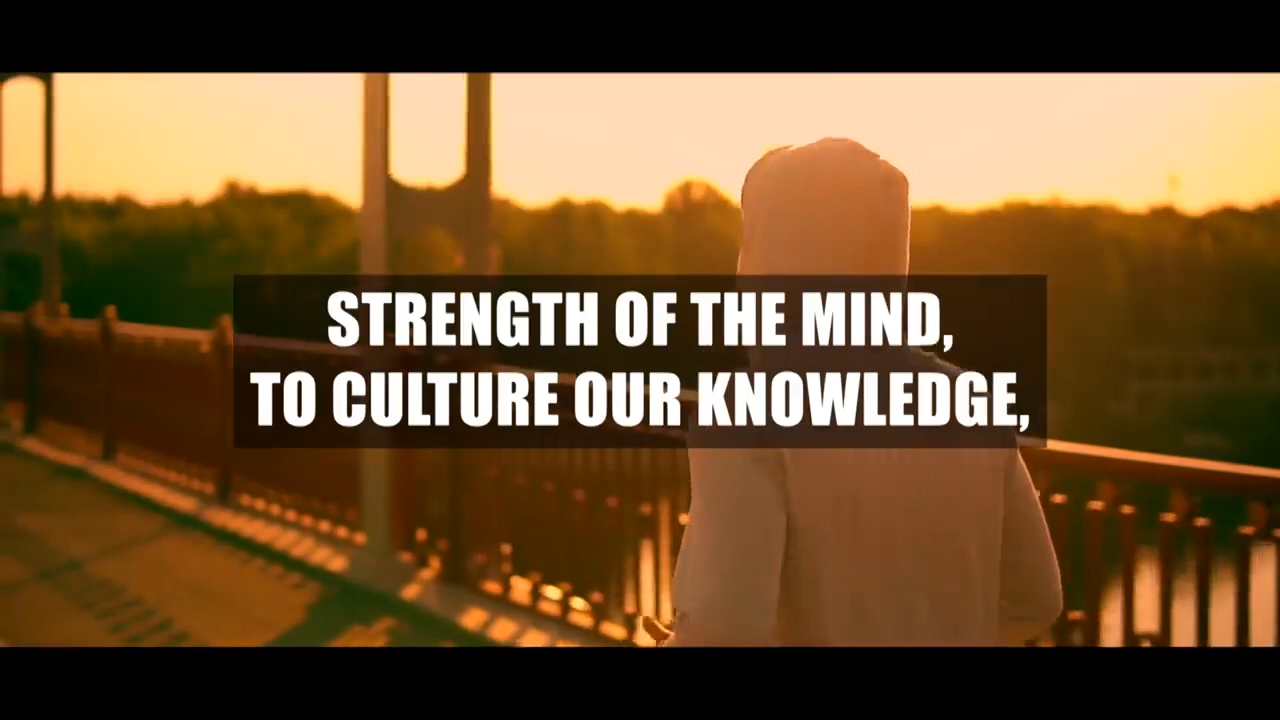 STRENGTH OF THE MIND,
TO CULTURE OUR KNOWLEDGE,